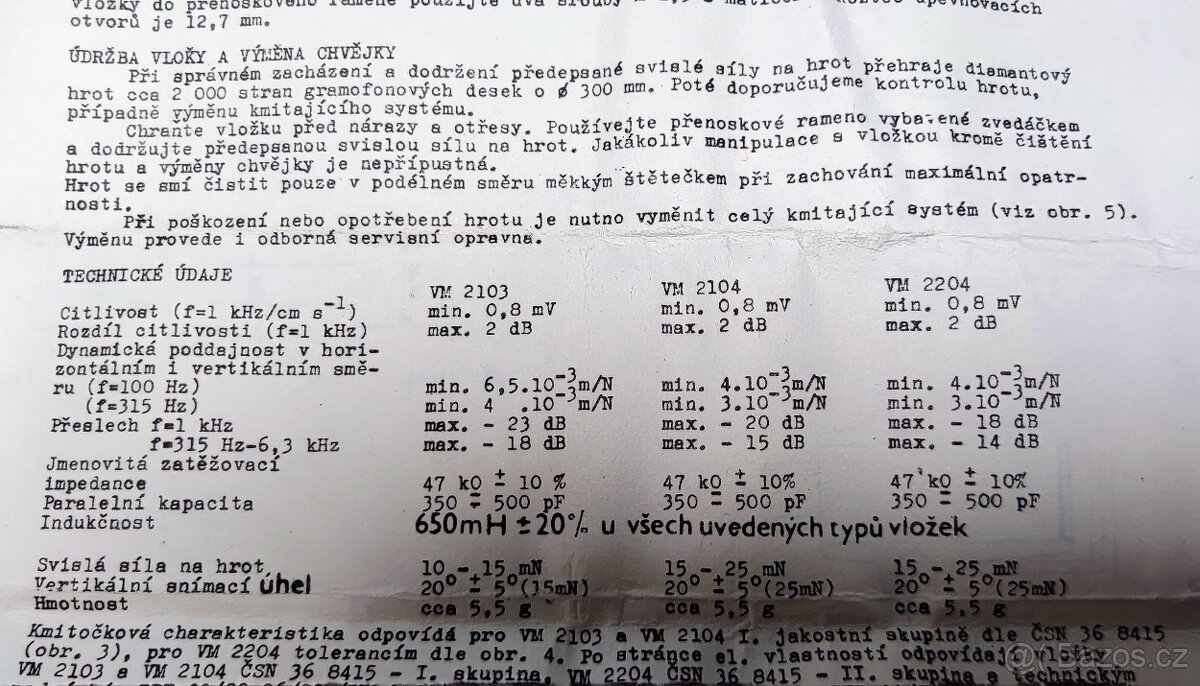 vložky do přenoskového ramene použijte dva šrouby
otvorů je 12,7 mm.
ÚDRŽBA VLOŽKY A VÝMĚNA CHVĚJKY
Při správném zacházení a dodržení předepsané svislé síly na hrot přehraje diamantový
hrot cca 2 000 stran gramofonových desek o ø 300 mm. Poté doporučujeme kontrolu hrotu,
případně výměnu kmitajícího systému.
Chraňte vložku před nárazy a otřesy. Používejte přenoskové rameno vybavené zvedáčkem
a dodržujte předepsanou svislou sílu na hrot. Jakákoliv manipulace s vložkou kromě čištění
hrotu a výměny chvějky je nepřípustná.
Hrot se smí čistit pouze v podélném směru měkkým štětečkem při zachování maximální opatr-
nosti.
Při poškození nebo opotřebení hrotu je nutno vyměnit celý kmitající systém (viz obr. 5).
Výměnu provede i odborná servisní opravna.
TECHNICKÉ ÚDAJE
VM 2103 VM 2104 VM 2204
Citlivost (f=1 kHz/cm s⁻¹) min. 0,8 mV min. 0,8 mV min. 0,8 mV
Rozdíl citlivosti (f=1 kHz) max. 2 dB max. 2 dB max. 2 dB
Dynamická poddajnost v hori-
zontálním i vertikálním smě-
ru (f=100 Hz) min. 6,5.10⁻³m/N min. 4.10⁻³m/N min. 4.10⁻³m/N
(f=315 Hz) min. 4 .10⁻³m/N min. 3.10⁻³m/N min. 3.10⁻³m/N
Přeslech f=1 kHz max. - 23 dB max. - 20 dB max. - 18 dB
f=315 Hz-6,3 kHz max. - 18 dB max. - 15 dB max. - 14 dB
Jmenovitá zatěžovací
impedance 47 kO ± 10 % 47 kO ± 10% 47 kO ± 10%
Paralelní kapacita 350 - 500 pF 350 - 500 pF 350 - 500 pF
Indukčnost 650mH ±20% u všech uvedených typů vložek
Svislá síla na hrot 10 - 15 mN 15 - 25 mN 15 - 25 mN
Vertikální snímací úhel 20° ± 5°(15mN) 20° ± 5°(25mN) 20° ± 5°(25mN)
Hmotnost cca 5,5 g cca 5,5 g cca 5,5 g
Kmitočková charakteristika odpovídá pro VM 2103 a VM 2104 I. jakostní skupině dle ČSN 36 8415
(obr. 3), pro VM 2204 tolerancím dle obr. 4. Po stránce el. vlastností odpovídají vložky
VM 2103 a VM 2104 ČSN 36 8415 - I. skupina, VM 2204 ČSN 36 8415 - II. skupina a technickým
Bazos.cz